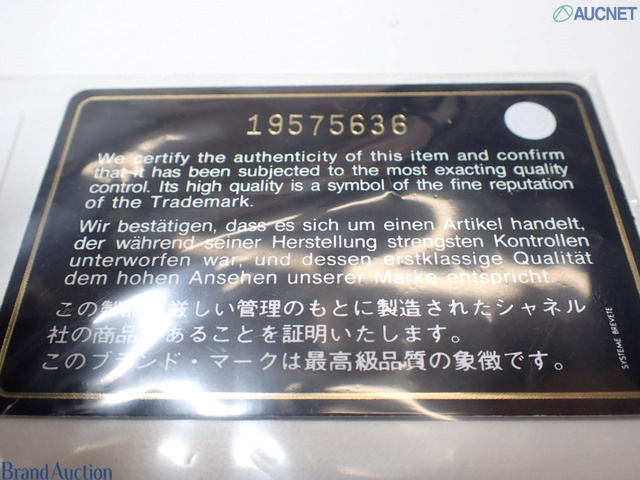 AUCNET
19575636
We certify the authenticity of this item and confirm
that it has been subjected to the most exacting quality
control. Its high quality is a symbol of the fine reputation
of the Trademark.
Wir bestätigen, dass es sich um einen Artikel handelt,
der während seiner Herstellung strengsten Kontrollen
unterworfen war, und dessen erstklassige Qualität
dem hohen Ansehen unserer Marke entspricht.
この製品 厳しい管理のもとに製造されたシャネル
社の商品 あることを証明いたします。
このブランド・マークは最高級品質の象徴です。
SYSTEME BREVETE
Brand Auction